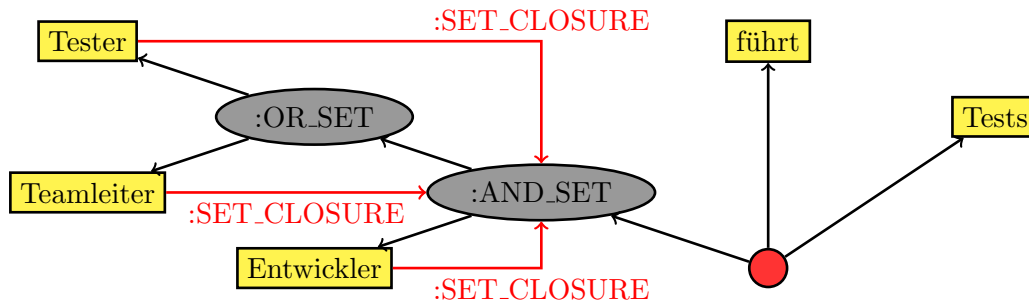 :SET_CLOSURE
Tester
führt
:OR_SET
Tests
Teamleiter
:AND_SET
:SET_CLOSURE
Entwickler
:SET_CLOSURE